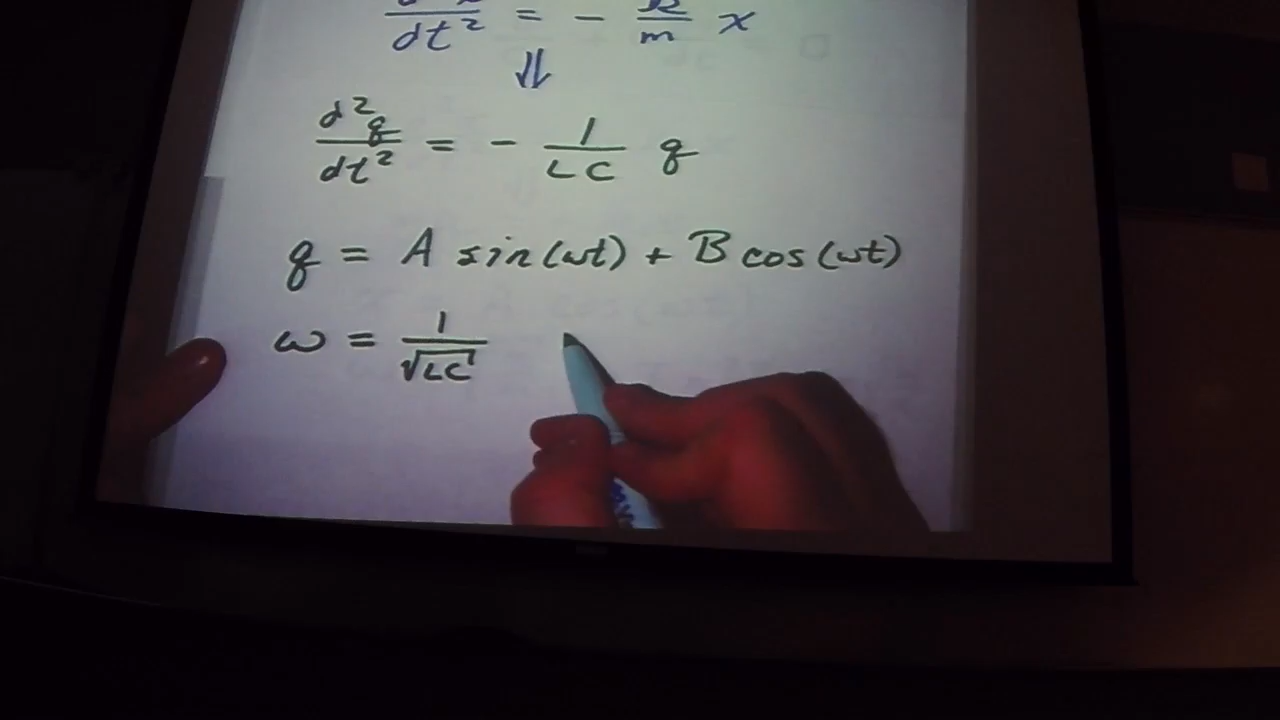 dt² = - k/m x
⇓
d²q/dt² = - 1/LC q
q = A sin(ωt) + B cos(ωt)
ω = 1/√LC